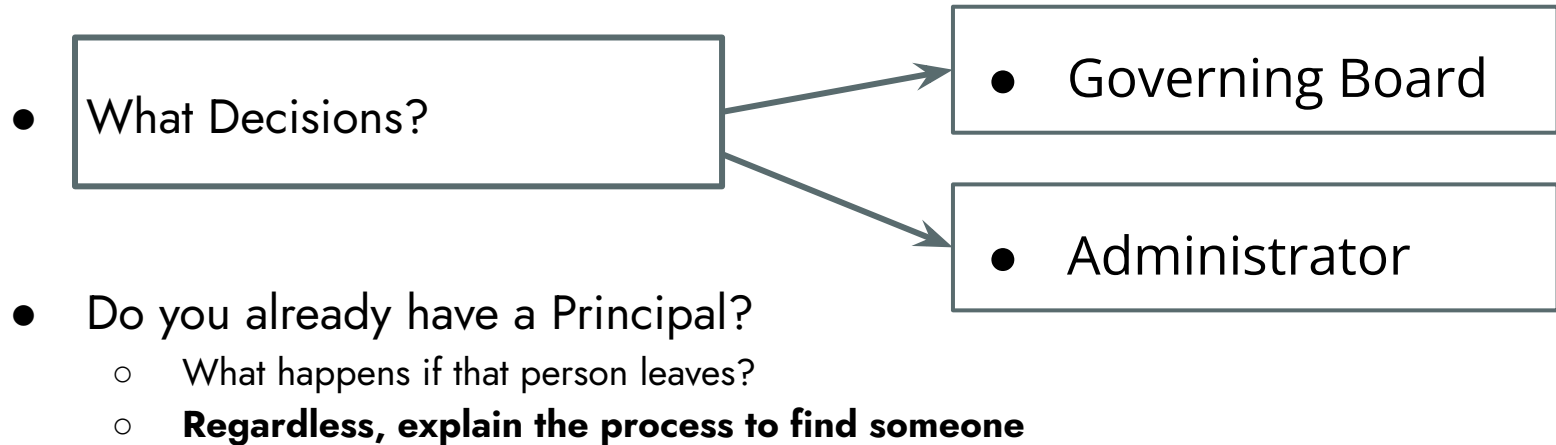 ● What Decisions?
● Governing Board
● Administrator
● Do you already have a Principal?
○ What happens if that person leaves?
○ Regardless, explain the process to find someone